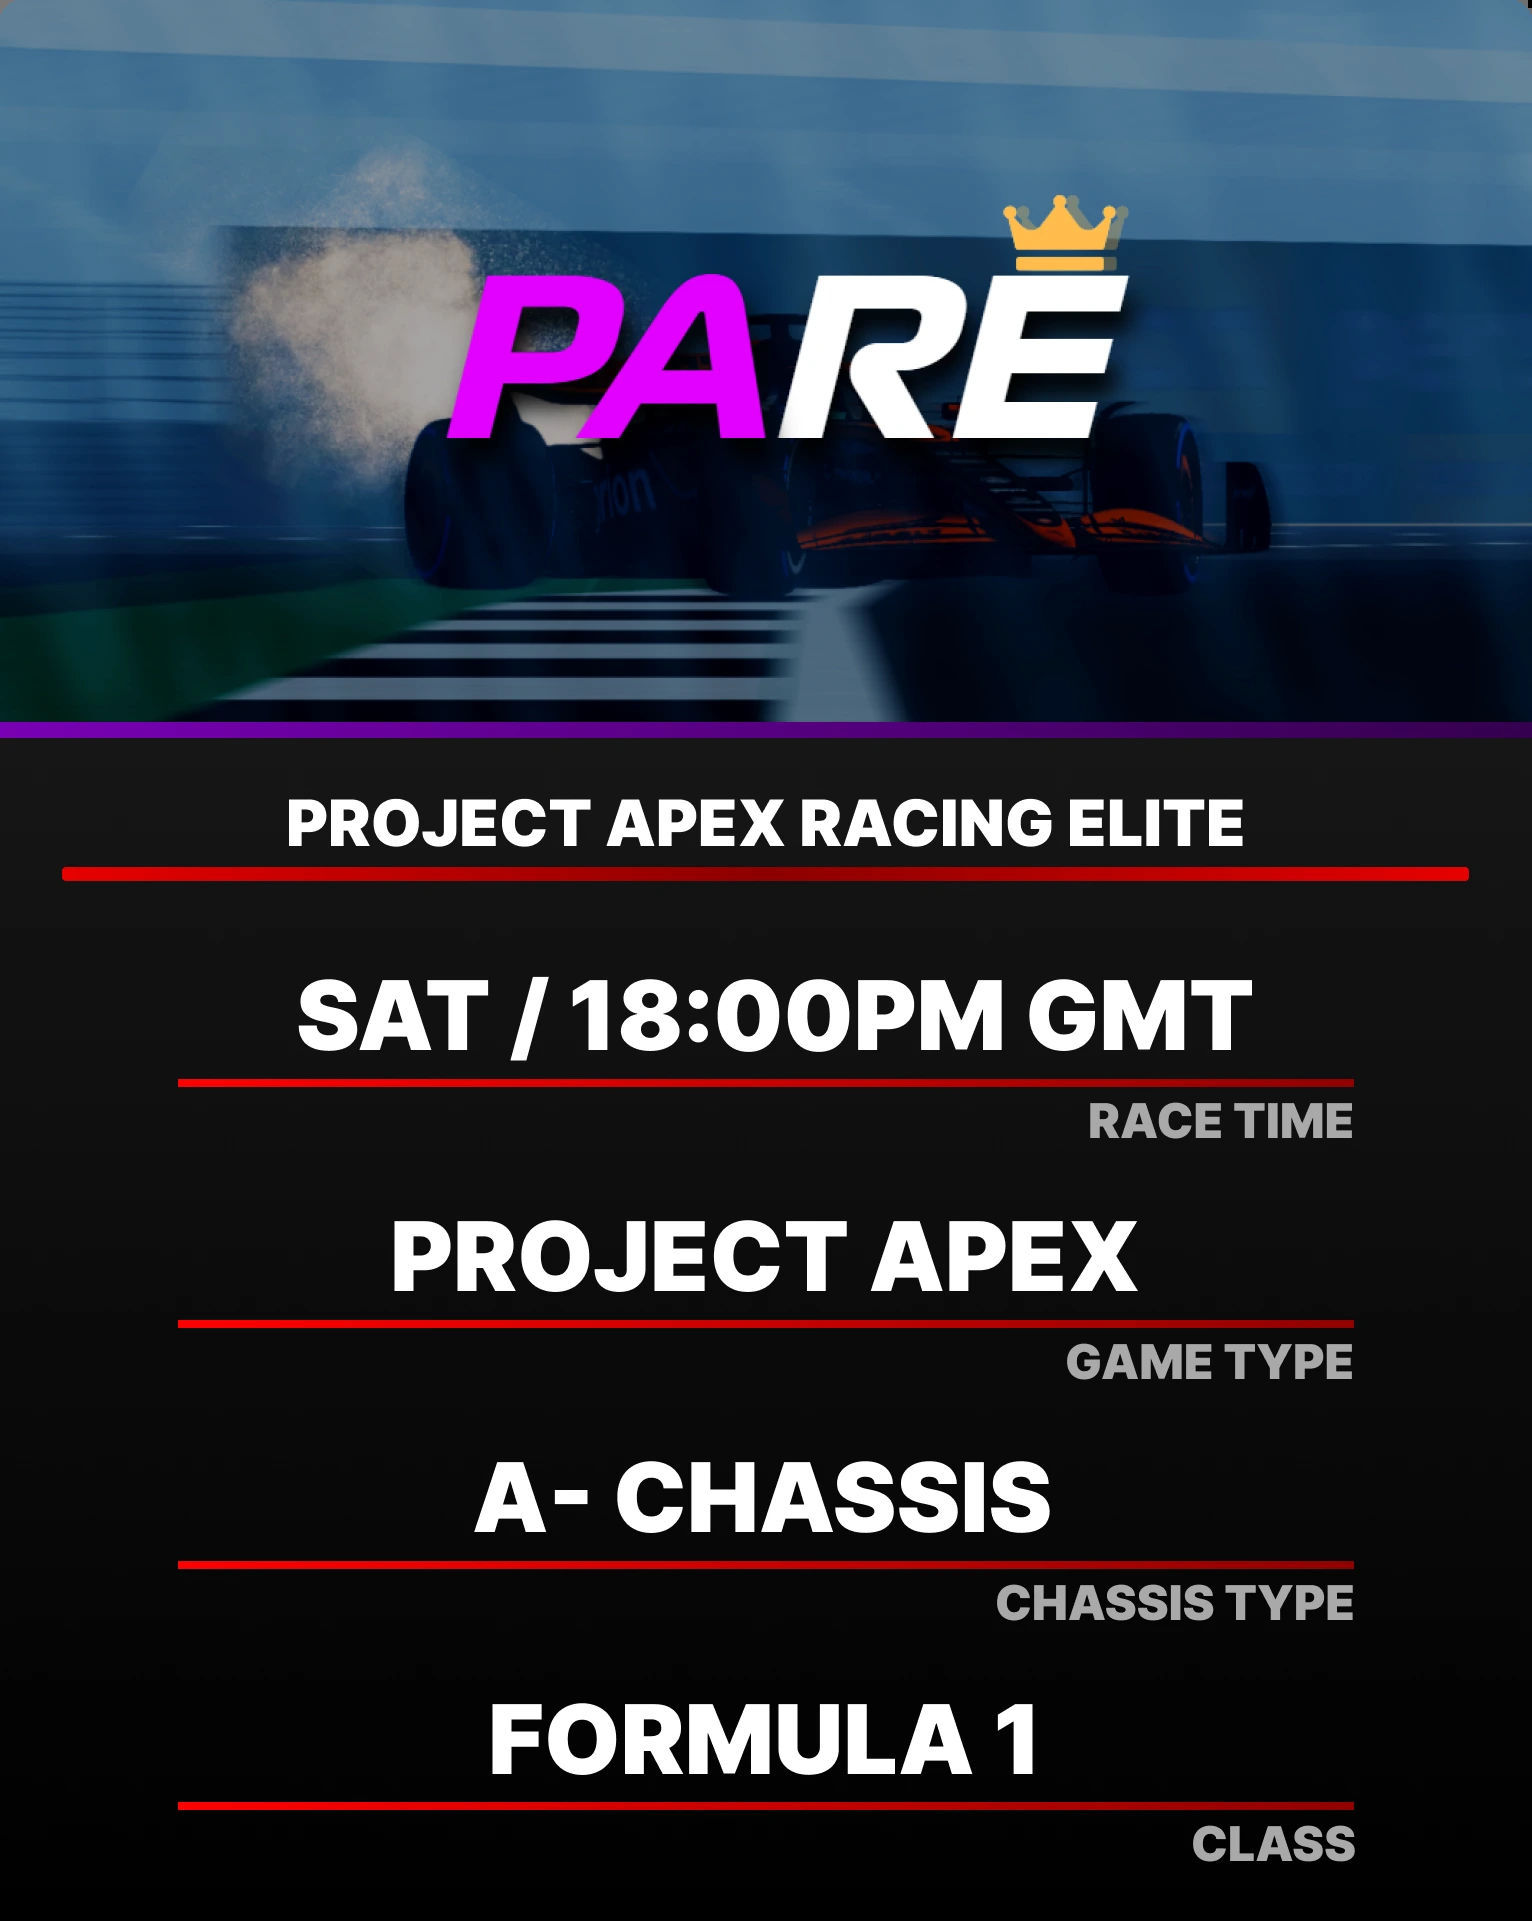 PARE
PROJECT APEX RACING ELITE
SAT / 18:00PM GMT
RACE TIME
PROJECT APEX
GAME TYPE
A- CHASSIS
CHASSIS TYPE
FORMULA 1
CLASS